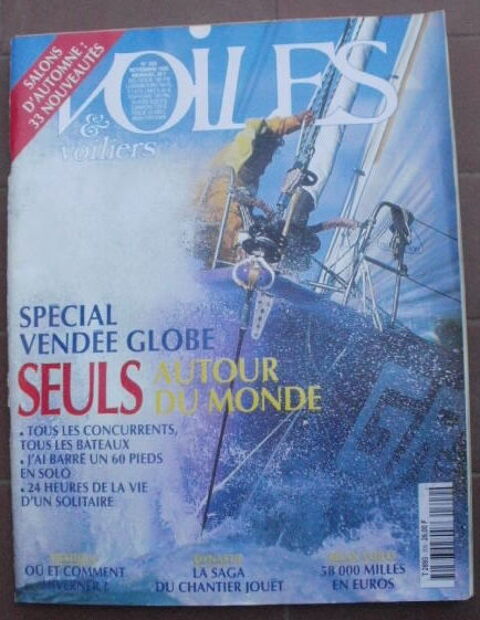 SALONS
D'AUTOMNE :
33 NOUVEAUTÉS
VOILES
&
voiliers
SPECIAL
VENDÉE GLOBE
SEULS AUTOUR
DU MONDE
• TOUS LES CONCURRENTS,
TOUS LES BATEAUX
• J'AI BARRÉ UN 60 PIEDS
EN SOLO
• 24 HEURES DE LA VIE
D'UN SOLITAIRE
OÙ ET COMMENT
HIVERNER ?
LA SAGA
DU CHANTIER JOUËT
58 000 MILLES
EN EUROS